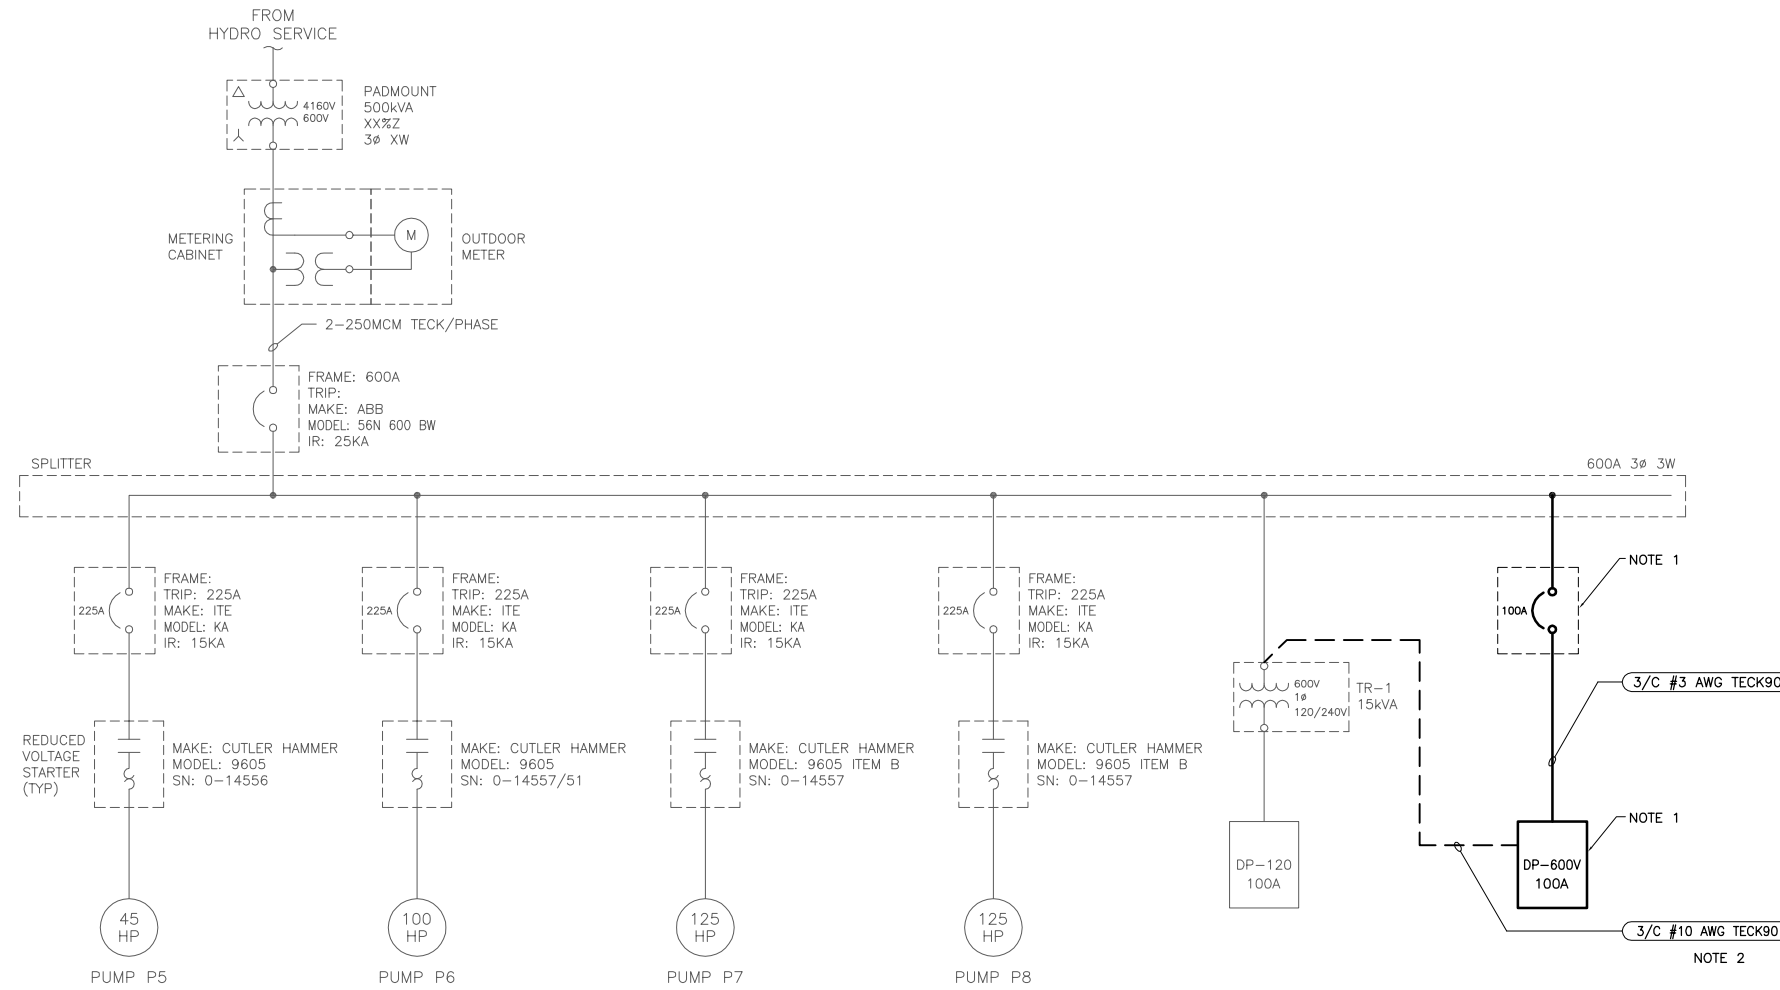 FROM
HYDRO SERVICE
4160V
600V
PADMOUNT
500kVA
XX%Z
3ø XW
METERING
CABINET
M
OUTDOOR
METER
2-250MCM TECK/PHASE
FRAME: 600A
TRIP:
MAKE: ABB
MODEL: 56N 600 BW
IR: 25KA
SPLITTER
600A 3ø 3W
225A
FRAME:
TRIP: 225A
MAKE: ITE
MODEL: KA
IR: 15KA
225A
FRAME:
TRIP: 225A
MAKE: ITE
MODEL: KA
IR: 15KA
225A
FRAME:
TRIP: 225A
MAKE: ITE
MODEL: KA
IR: 15KA
225A
FRAME:
TRIP: 225A
MAKE: ITE
MODEL: KA
IR: 15KA
100A
NOTE 1
600V
1ø
120/240V
TR-1
15kVA
3/C #3 AWG TECK90
REDUCED
VOLTAGE
STARTER
(TYP)
MAKE: CUTLER HAMMER
MODEL: 9605
SN: 0-14556
MAKE: CUTLER HAMMER
MODEL: 9605
SN: 0-14557/51
MAKE: CUTLER HAMMER
MODEL: 9605 ITEM B
SN: 0-14557
MAKE: CUTLER HAMMER
MODEL: 9605 ITEM B
SN: 0-14557
DP-120
100A
DP-600V
100A
NOTE 1
3/C #10 AWG TECK90
NOTE 2
45
HP
PUMP P5
100
HP
PUMP P6
125
HP
PUMP P7
125
HP
PUMP P8